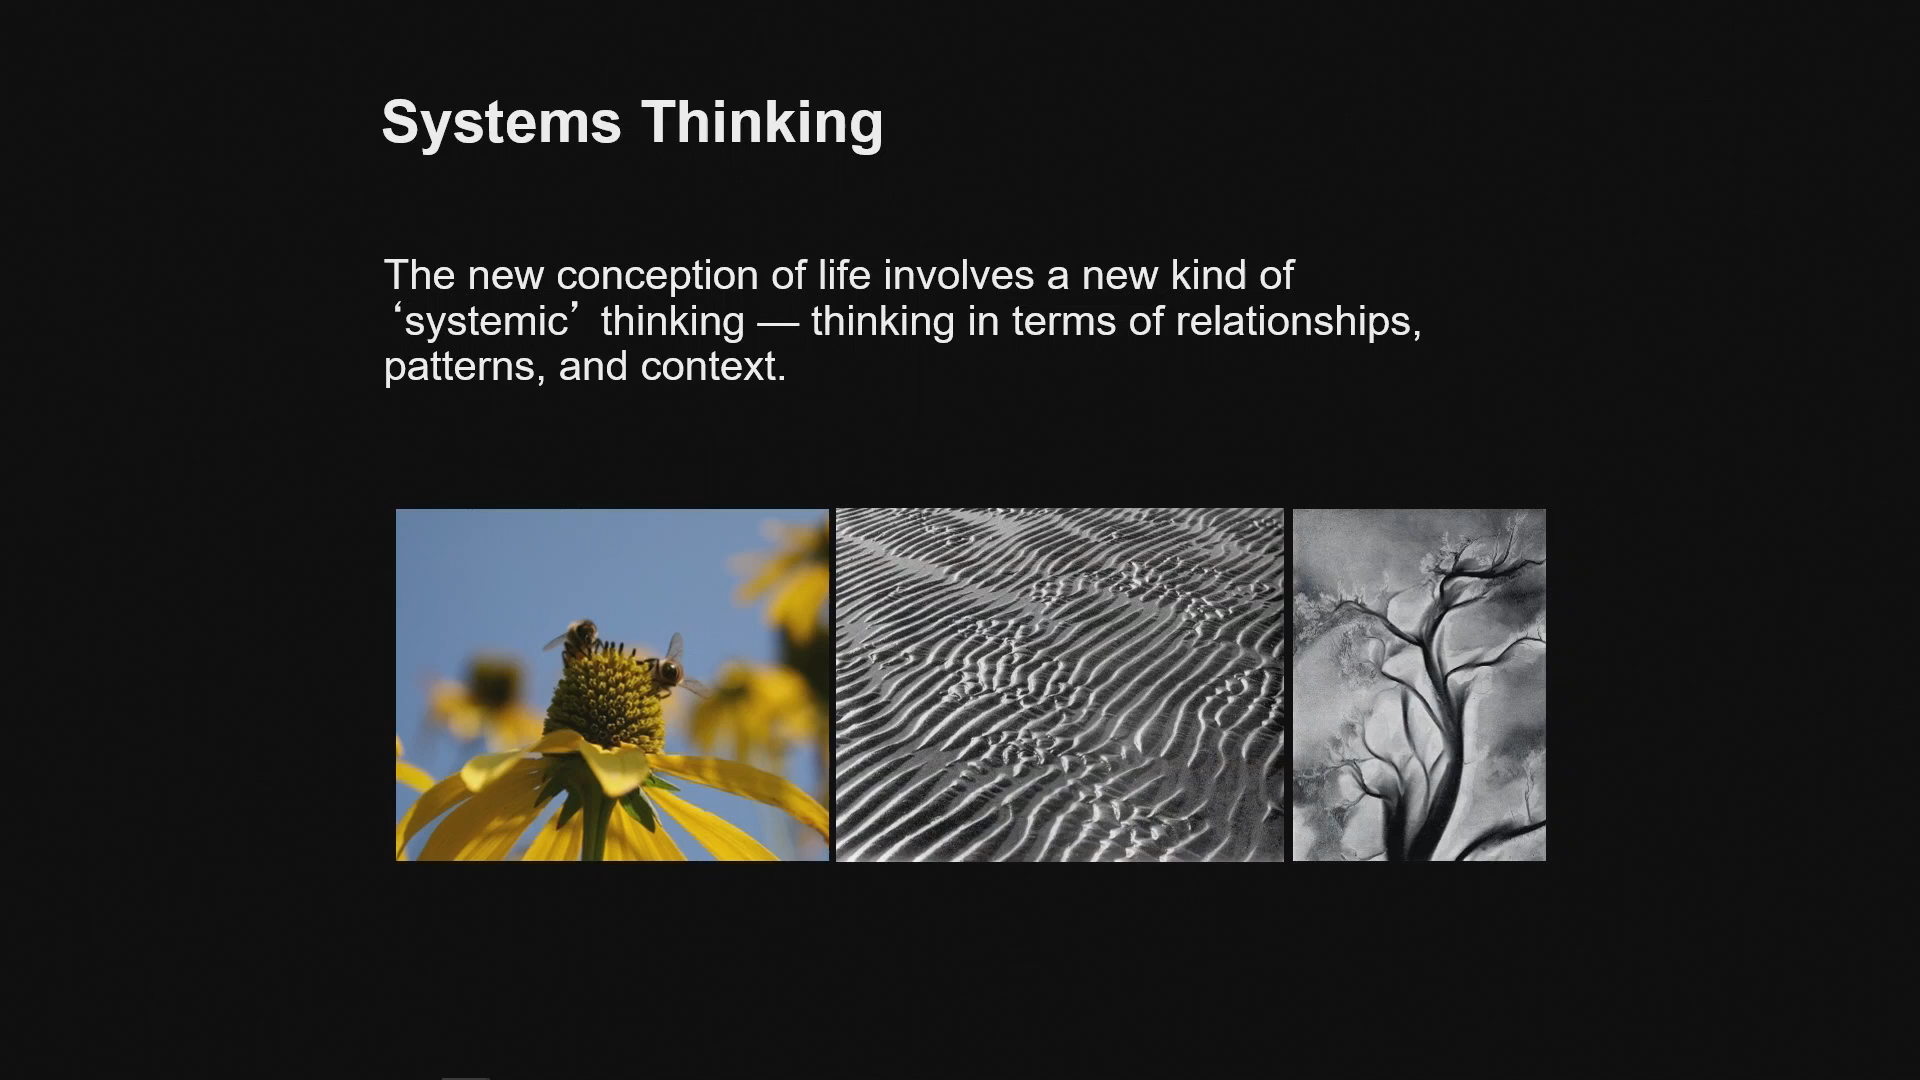 Systems Thinking
The new conception of life involves a new kind of
‘systemic’ thinking — thinking in terms of relationships,
patterns, and context.